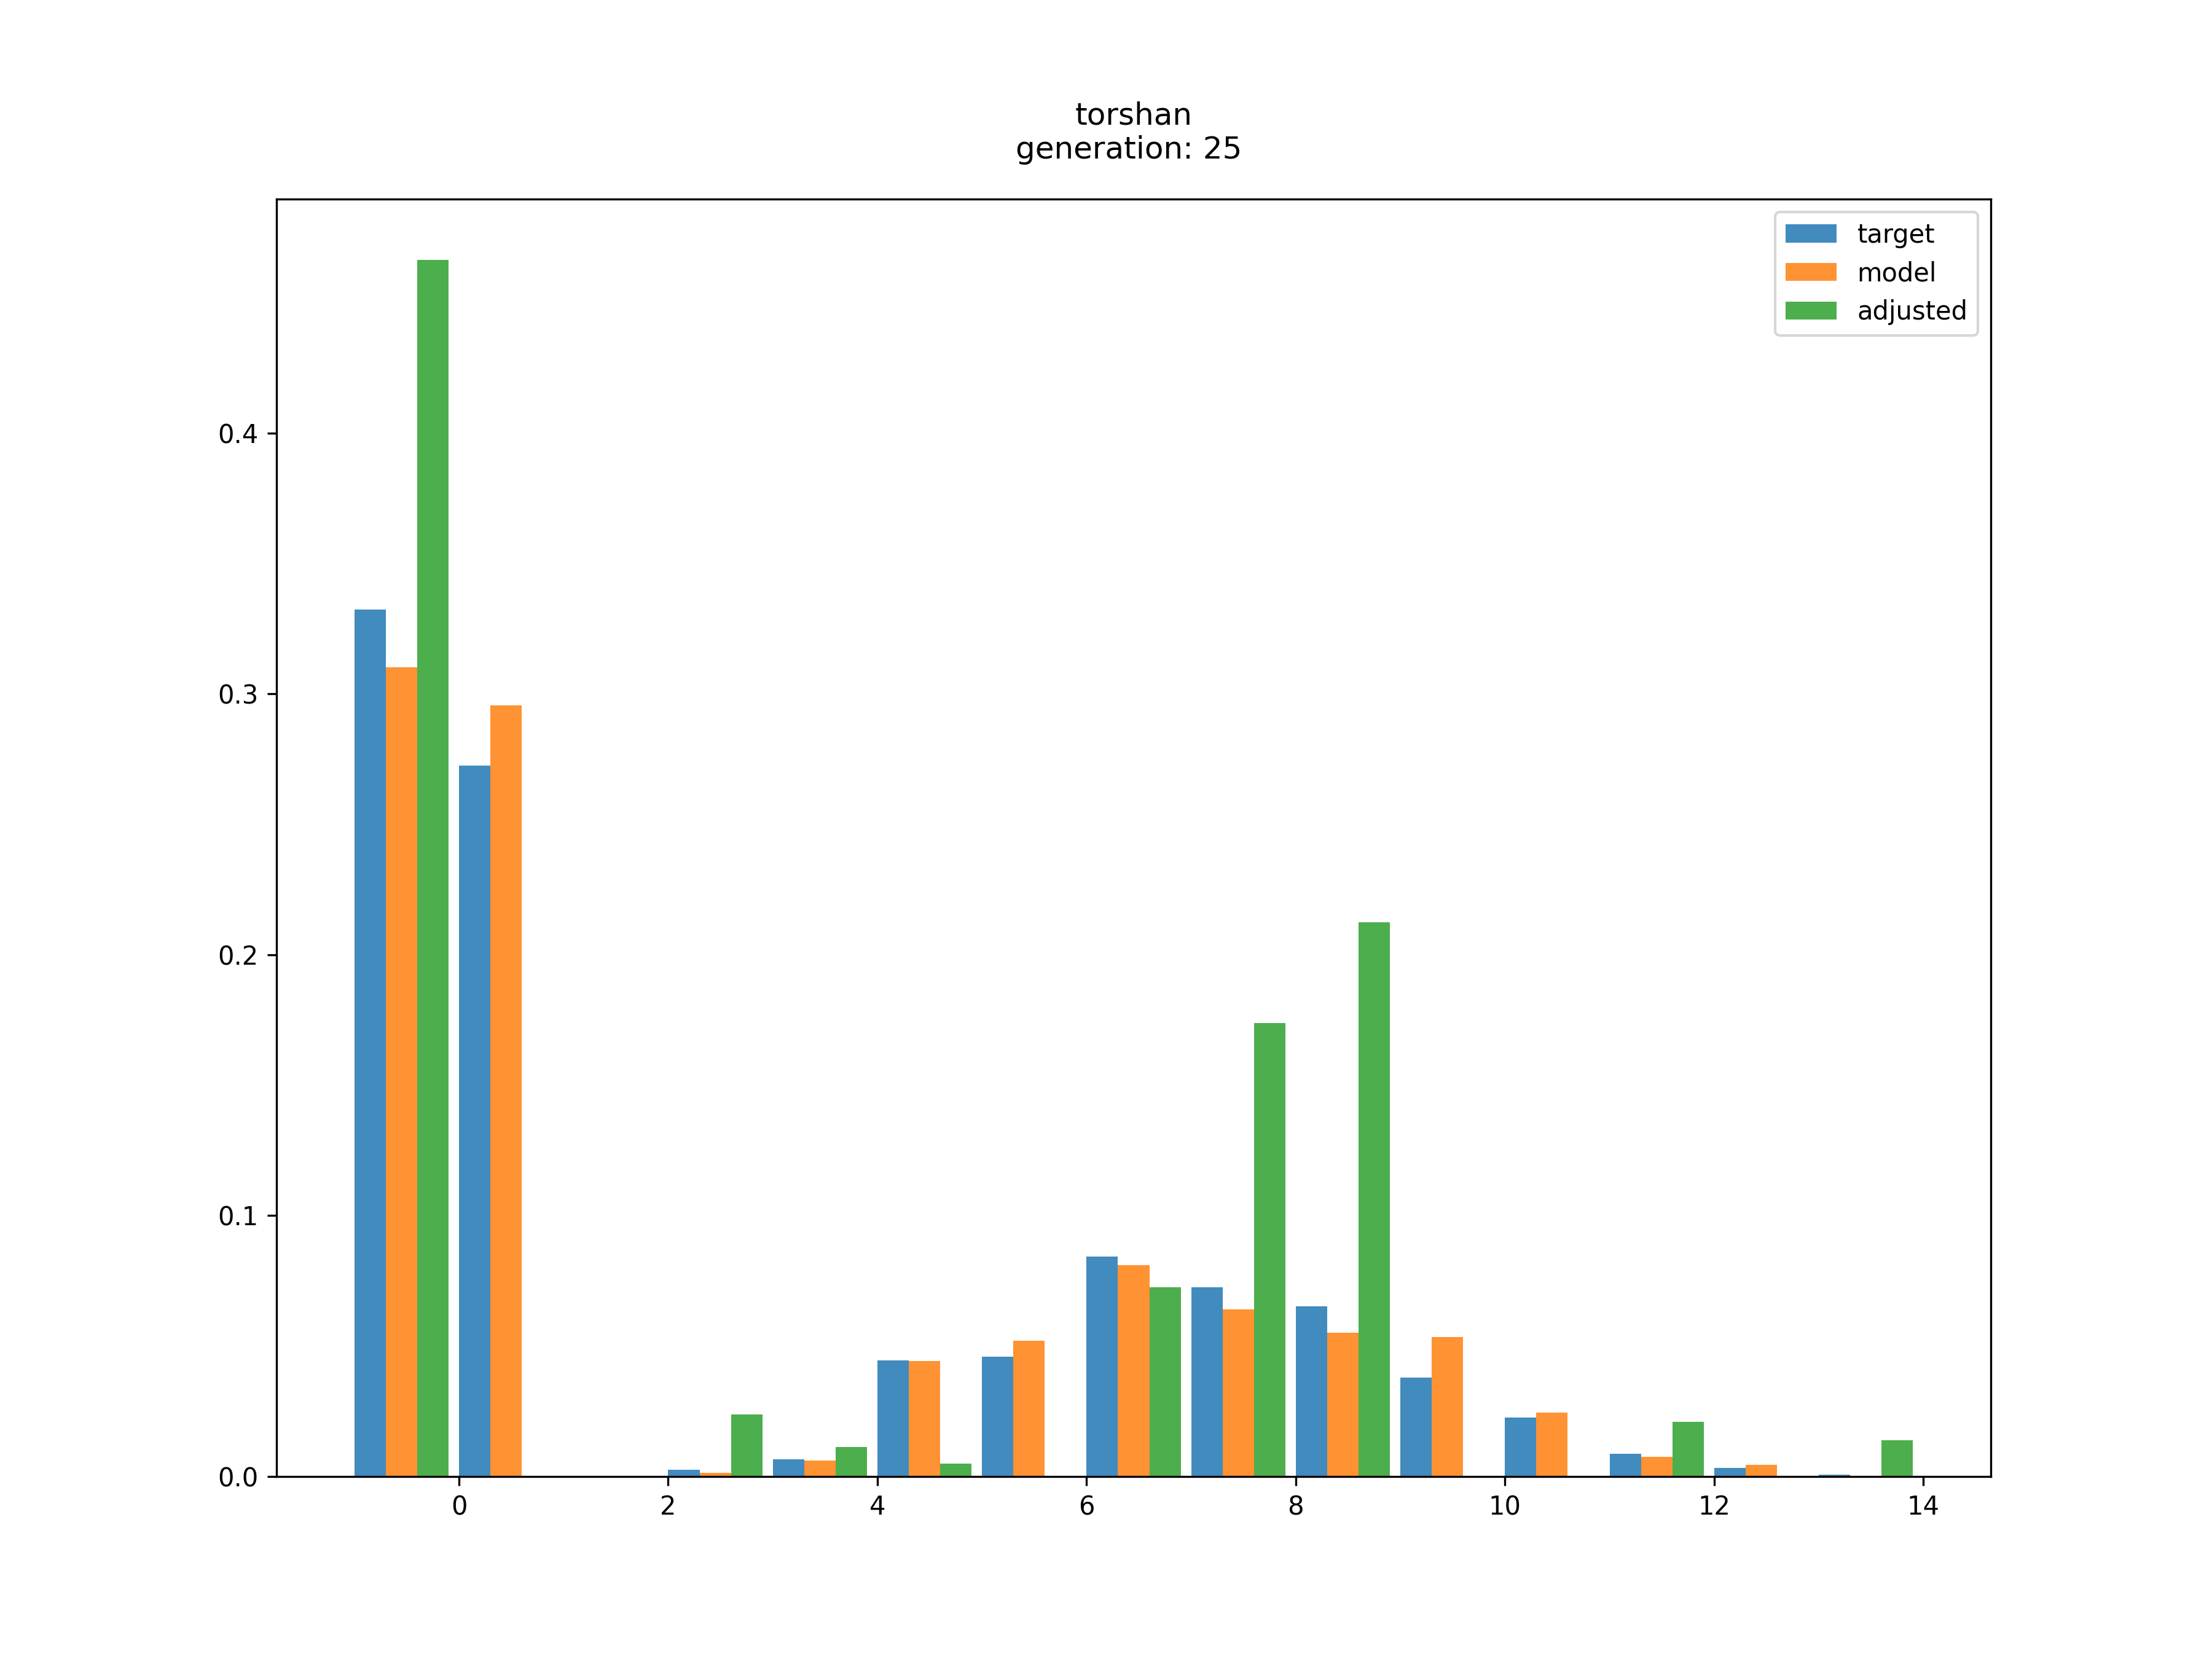 torshan
generation: 25
target
model
adjusted
0.4
0.3
0.2
0.1
0.0
0 2 4 6 8 10 12 14